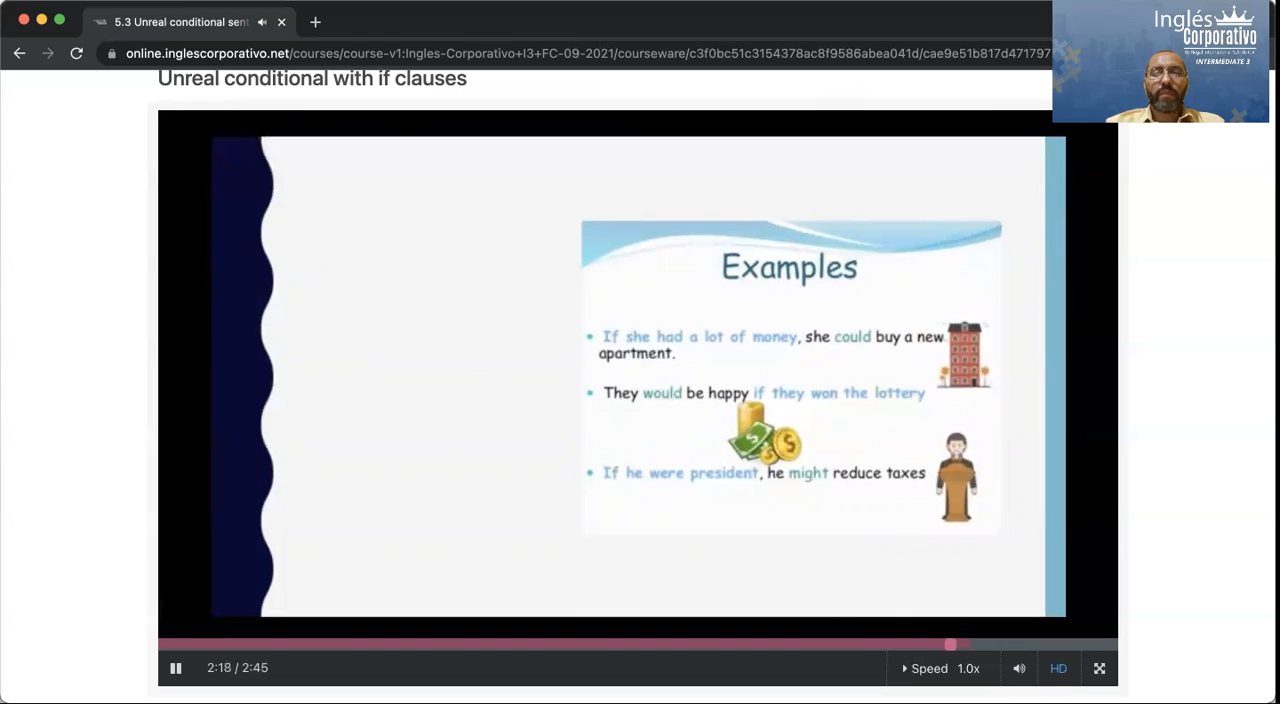 5.3 Unreal conditional sent
online.inglescorporativo.net/courses/course-v1:Ingles-Corporativo+i3+FC-09-2021/courseware/c3f0bc51c3154378ac8f9586abea041d/cae9e51b817d471797
Inglés
Corporativo
INTERMEDIATE 3
Unreal conditional with if clauses
Examples
If she had a lot of money, she could buy a new
apartment.
They would be happy if they won the lottery
If he were president, he might reduce taxes
2:18 / 2:45
Speed 1.0x
HD